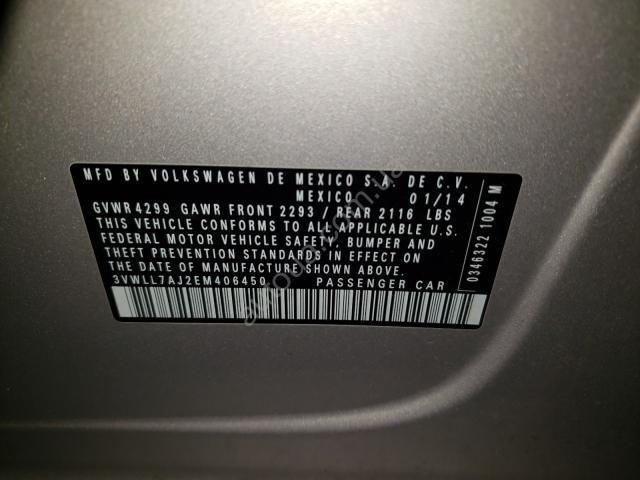 MFD BY VOLKSWAGEN DE MEXICO S.A. DE C.V.
MEXICO 01/14
GVWR 4299 GAWR FRONT 2293 / REAR 2116 LBS
THIS VEHICLE CONFORMS TO ALL APPLICABLE U.S.
FEDERAL MOTOR VEHICLE SAFETY, BUMPER AND
THEFT PREVENTION STANDARDS IN EFFECT ON
THE DATE OF MANUFACTURE SHOWN ABOVE.
3VWLL7AJ2EM406450 PASSENGER CAR
0346322 1004 M